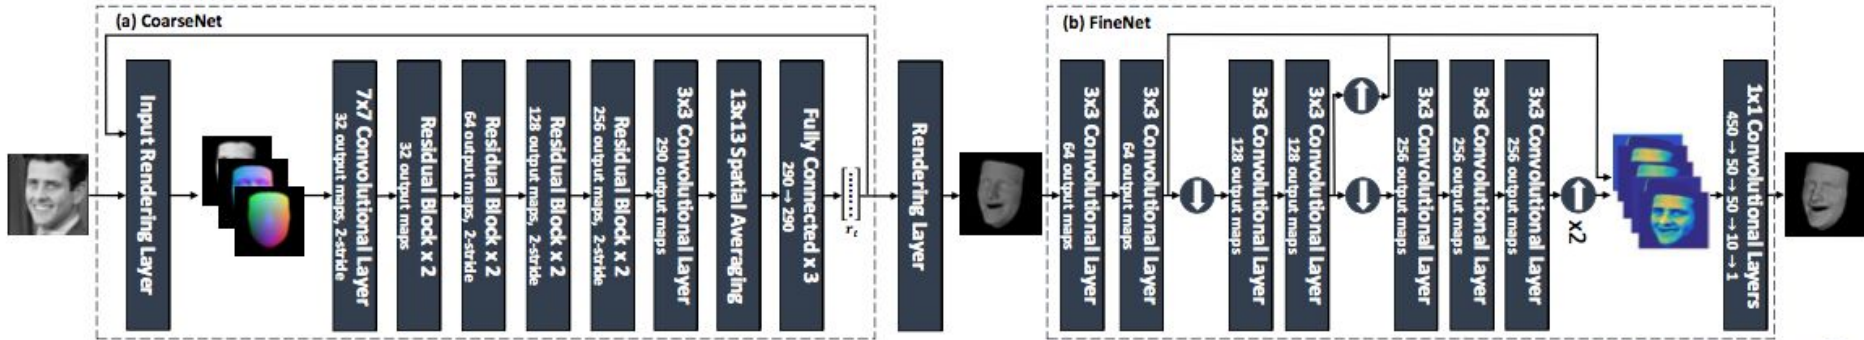 (a) CoarseNet
Input Rendering Layer
7x7 Convolutional Layer
32 output maps, 2-stride
Residual Block x 2
32 output maps
Residual Block x 2
64 output maps, 2-stride
Residual Block x 2
128 output maps, 2-stride
Residual Block x 2
256 output maps, 2-stride
3x3 Convolutional Layer
290 output maps
13x13 Spatial Averaging
Fully Connected x 3
290 → 290
Rendering Layer
(b) FineNet
3x3 Convolutional Layer
64 output maps
3x3 Convolutional Layer
64 output maps
3x3 Convolutional Layer
128 output maps
3x3 Convolutional Layer
128 output maps
3x3 Convolutional Layer
256 output maps
3x3 Convolutional Layer
256 output maps
3x3 Convolutional Layer
256 output maps
x2
1x1 Convolutional Layers
450 → 50 → 50 → 10 → 1